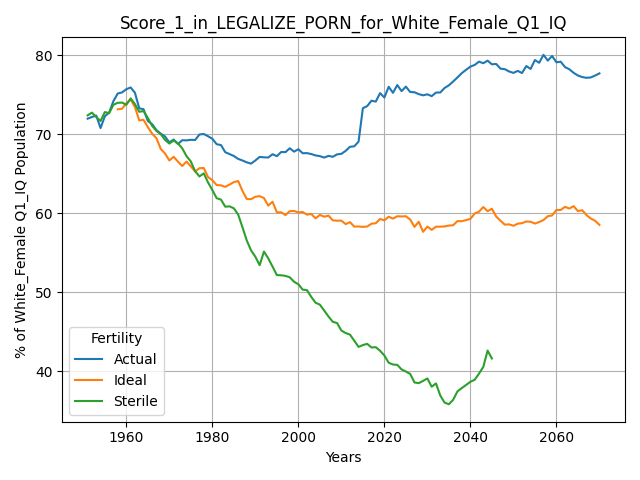 Score_1_in_LEGALIZE_PORN_for_White_Female_Q1_IQ
% of White_Female Q1_IQ Population
80
70
60
50
40
Fertility
Actual
Ideal
Sterile
1960 1980 2000 2020 2040 2060
Years